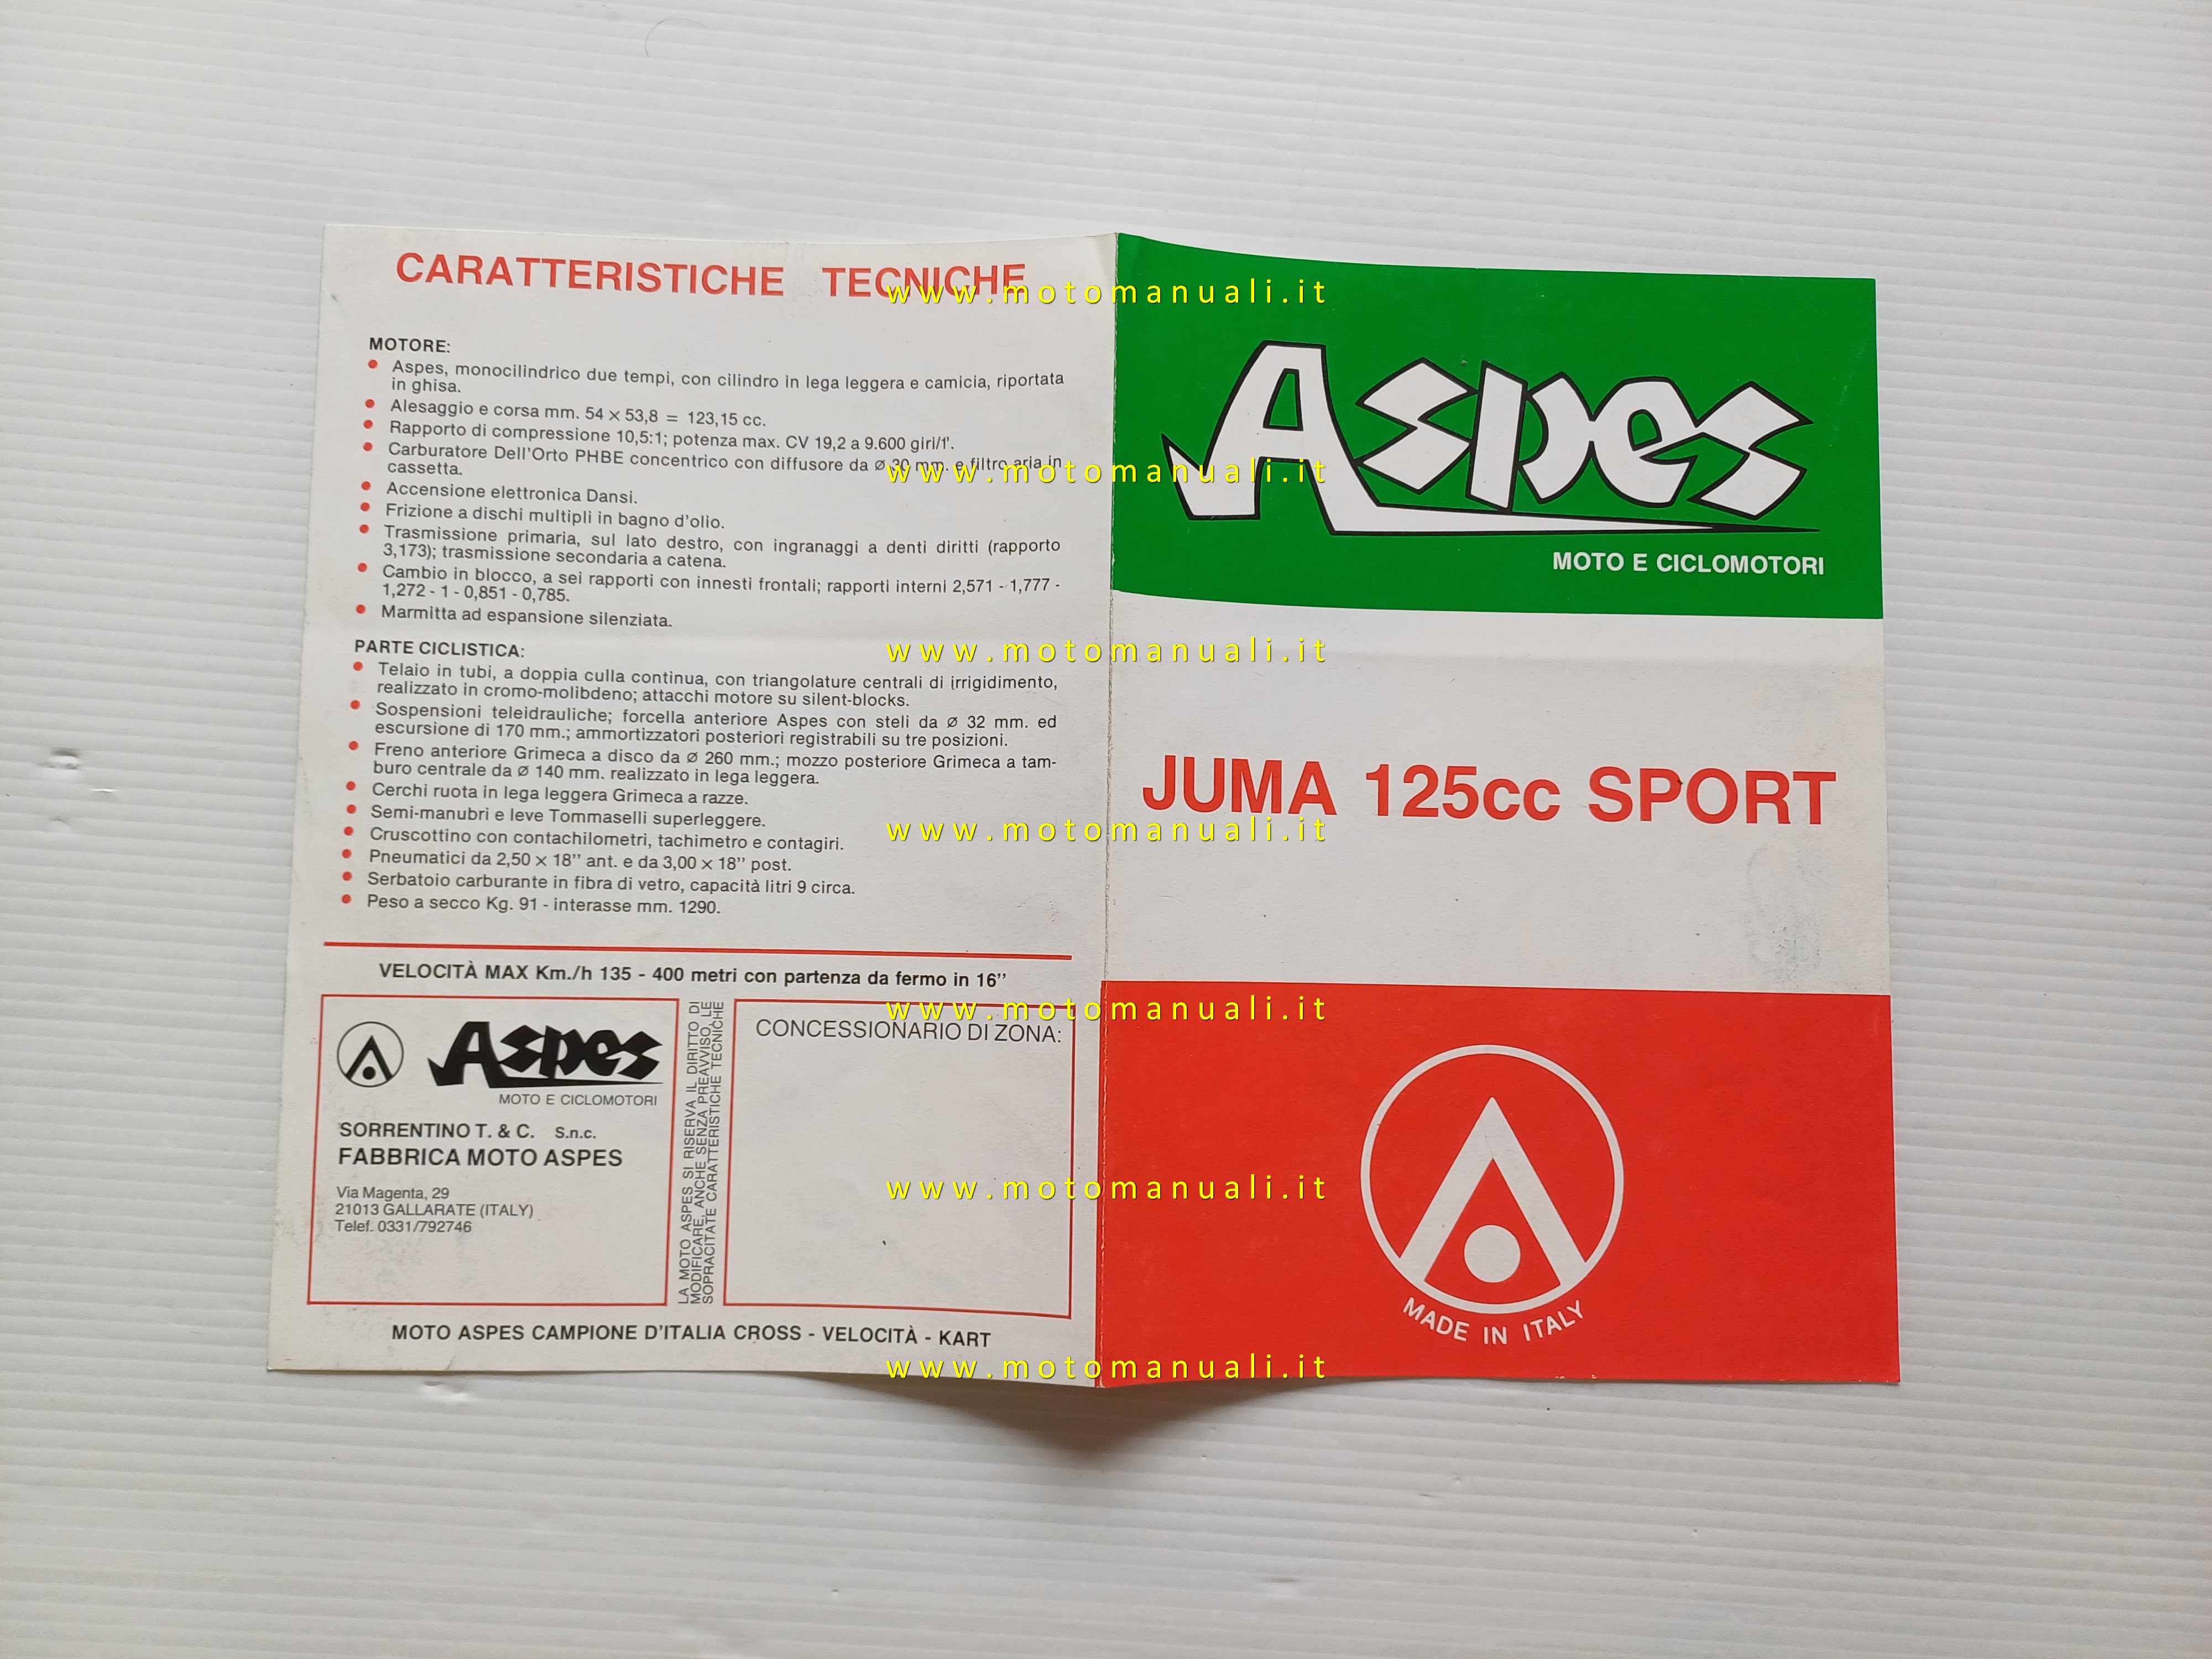 CARATTERISTICHE TECNICHE
MOTORE:
Aspes, monocilindrico due tempi, con cilindro in lega leggera e camicia, riportata
in ghisa.
Alesaggio e corsa mm. 54 × 53,8 = 123,15 cc.
Rapporto di compressione 10,5:1; potenza max. CV 19,2 a 9.600 giri/1'.
Carburatore Dell'Orto PHBE concentrico con diffusore da ø 30 mm. e filtro aria in
cassetta.
Accensione elettronica Dansi.
Frizione a dischi multipli in bagno d'olio.
Trasmissione primaria, sul lato destro, con ingranaggi a denti diritti (rapporto
3,173); trasmissione secondaria a catena.
Cambio in blocco, a sei rapporti con innesti frontali; rapporti interni 2,571 - 1,777 -
1,272 - 1 - 0,851 - 0,785.
Marmitta ad espansione silenziata.
PARTE CICLISTICA:
Telaio in tubi, a doppia culla continua, con triangolature centrali di irrigidimento,
realizzato in cromo-molibdeno; attacchi motore su silent-blocks.
Sospensioni teleidrauliche; forcella anteriore Aspes con steli da ø 32 mm. ed
escursione di 170 mm.; ammortizzatori posteriori registrabili su tre posizioni.
Freno anteriore Grimeca a disco da ø 260 mm.; mozzo posteriore Grimeca a tam-
buro centrale da ø 140 mm. realizzato in lega leggera.
Cerchi ruota in lega leggera Grimeca a razze.
Semi-manubri e leve Tommaselli superleggere.
Cruscottino con contachilometri, tachimetro e contagiri.
Pneumatici da 2,50 × 18" ant. e da 3,00 × 18" post.
Serbatoio carburante in fibra di vetro, capacità litri 9 circa.
Peso a secco Kg. 91 - interasse mm. 1290.
VELOCITÀ MAX Km./h 135 - 400 metri con partenza da fermo in 16"
Aspes
MOTO E CICLOMOTORI
SORRENTINO T. & C. S.n.c.
FABBRICA MOTO ASPES
Via Magenta, 29
21013 GALLARATE (ITALY)
Telef. 0331/792746
LA MOTO ASPES SI RISERVA IL DIRITTO DI
MODIFICARE, ANCHE SENZA PREAVVISO, LE
SOPRACITATE CARATTERISTICHE TECNICHE
CONCESSIONARIO DI ZONA:
MOTO ASPES CAMPIONE D'ITALIA CROSS - VELOCITÀ - KART
Aspes
MOTO E CICLOMOTORI
JUMA 125cc SPORT
MADE IN ITALY
www.motomanuali.it
www.motomanuali.it
www.motomanuali.it
www.motomanuali.it
www.motomanuali.it
www.motomanuali.it
www.motomanuali.it